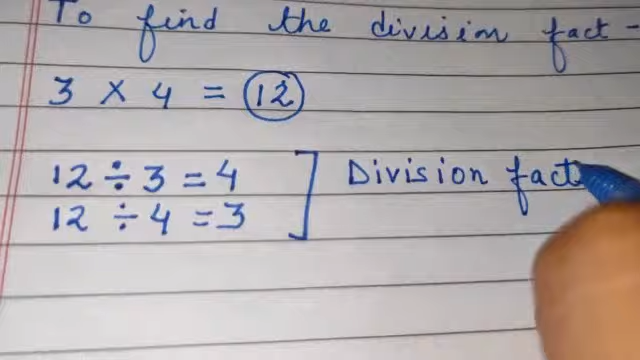 To find the division fact -
3 × 4 = 12
12 ÷ 3 = 4 ] Division fact
12 ÷ 4 = 3